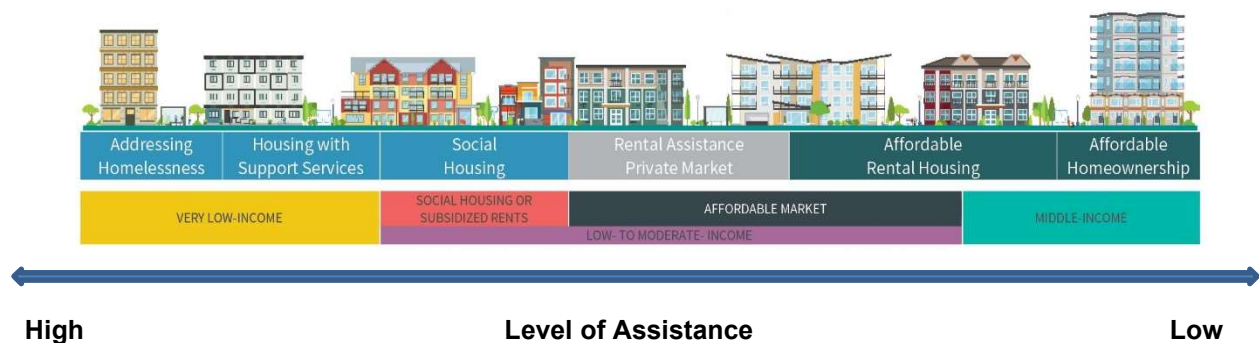 Addressing
Homelessness
Housing with
Support Services
Social
Housing
Rental Assistance
Private Market
Affordable
Rental Housing
Affordable
Homeownership
VERY LOW-INCOME
SOCIAL HOUSING OR
SUBSIDIZED RENTS
AFFORDABLE MARKET
MIDDLE-INCOME
LOW- TO MODERATE- INCOME
High
Level of Assistance
Low